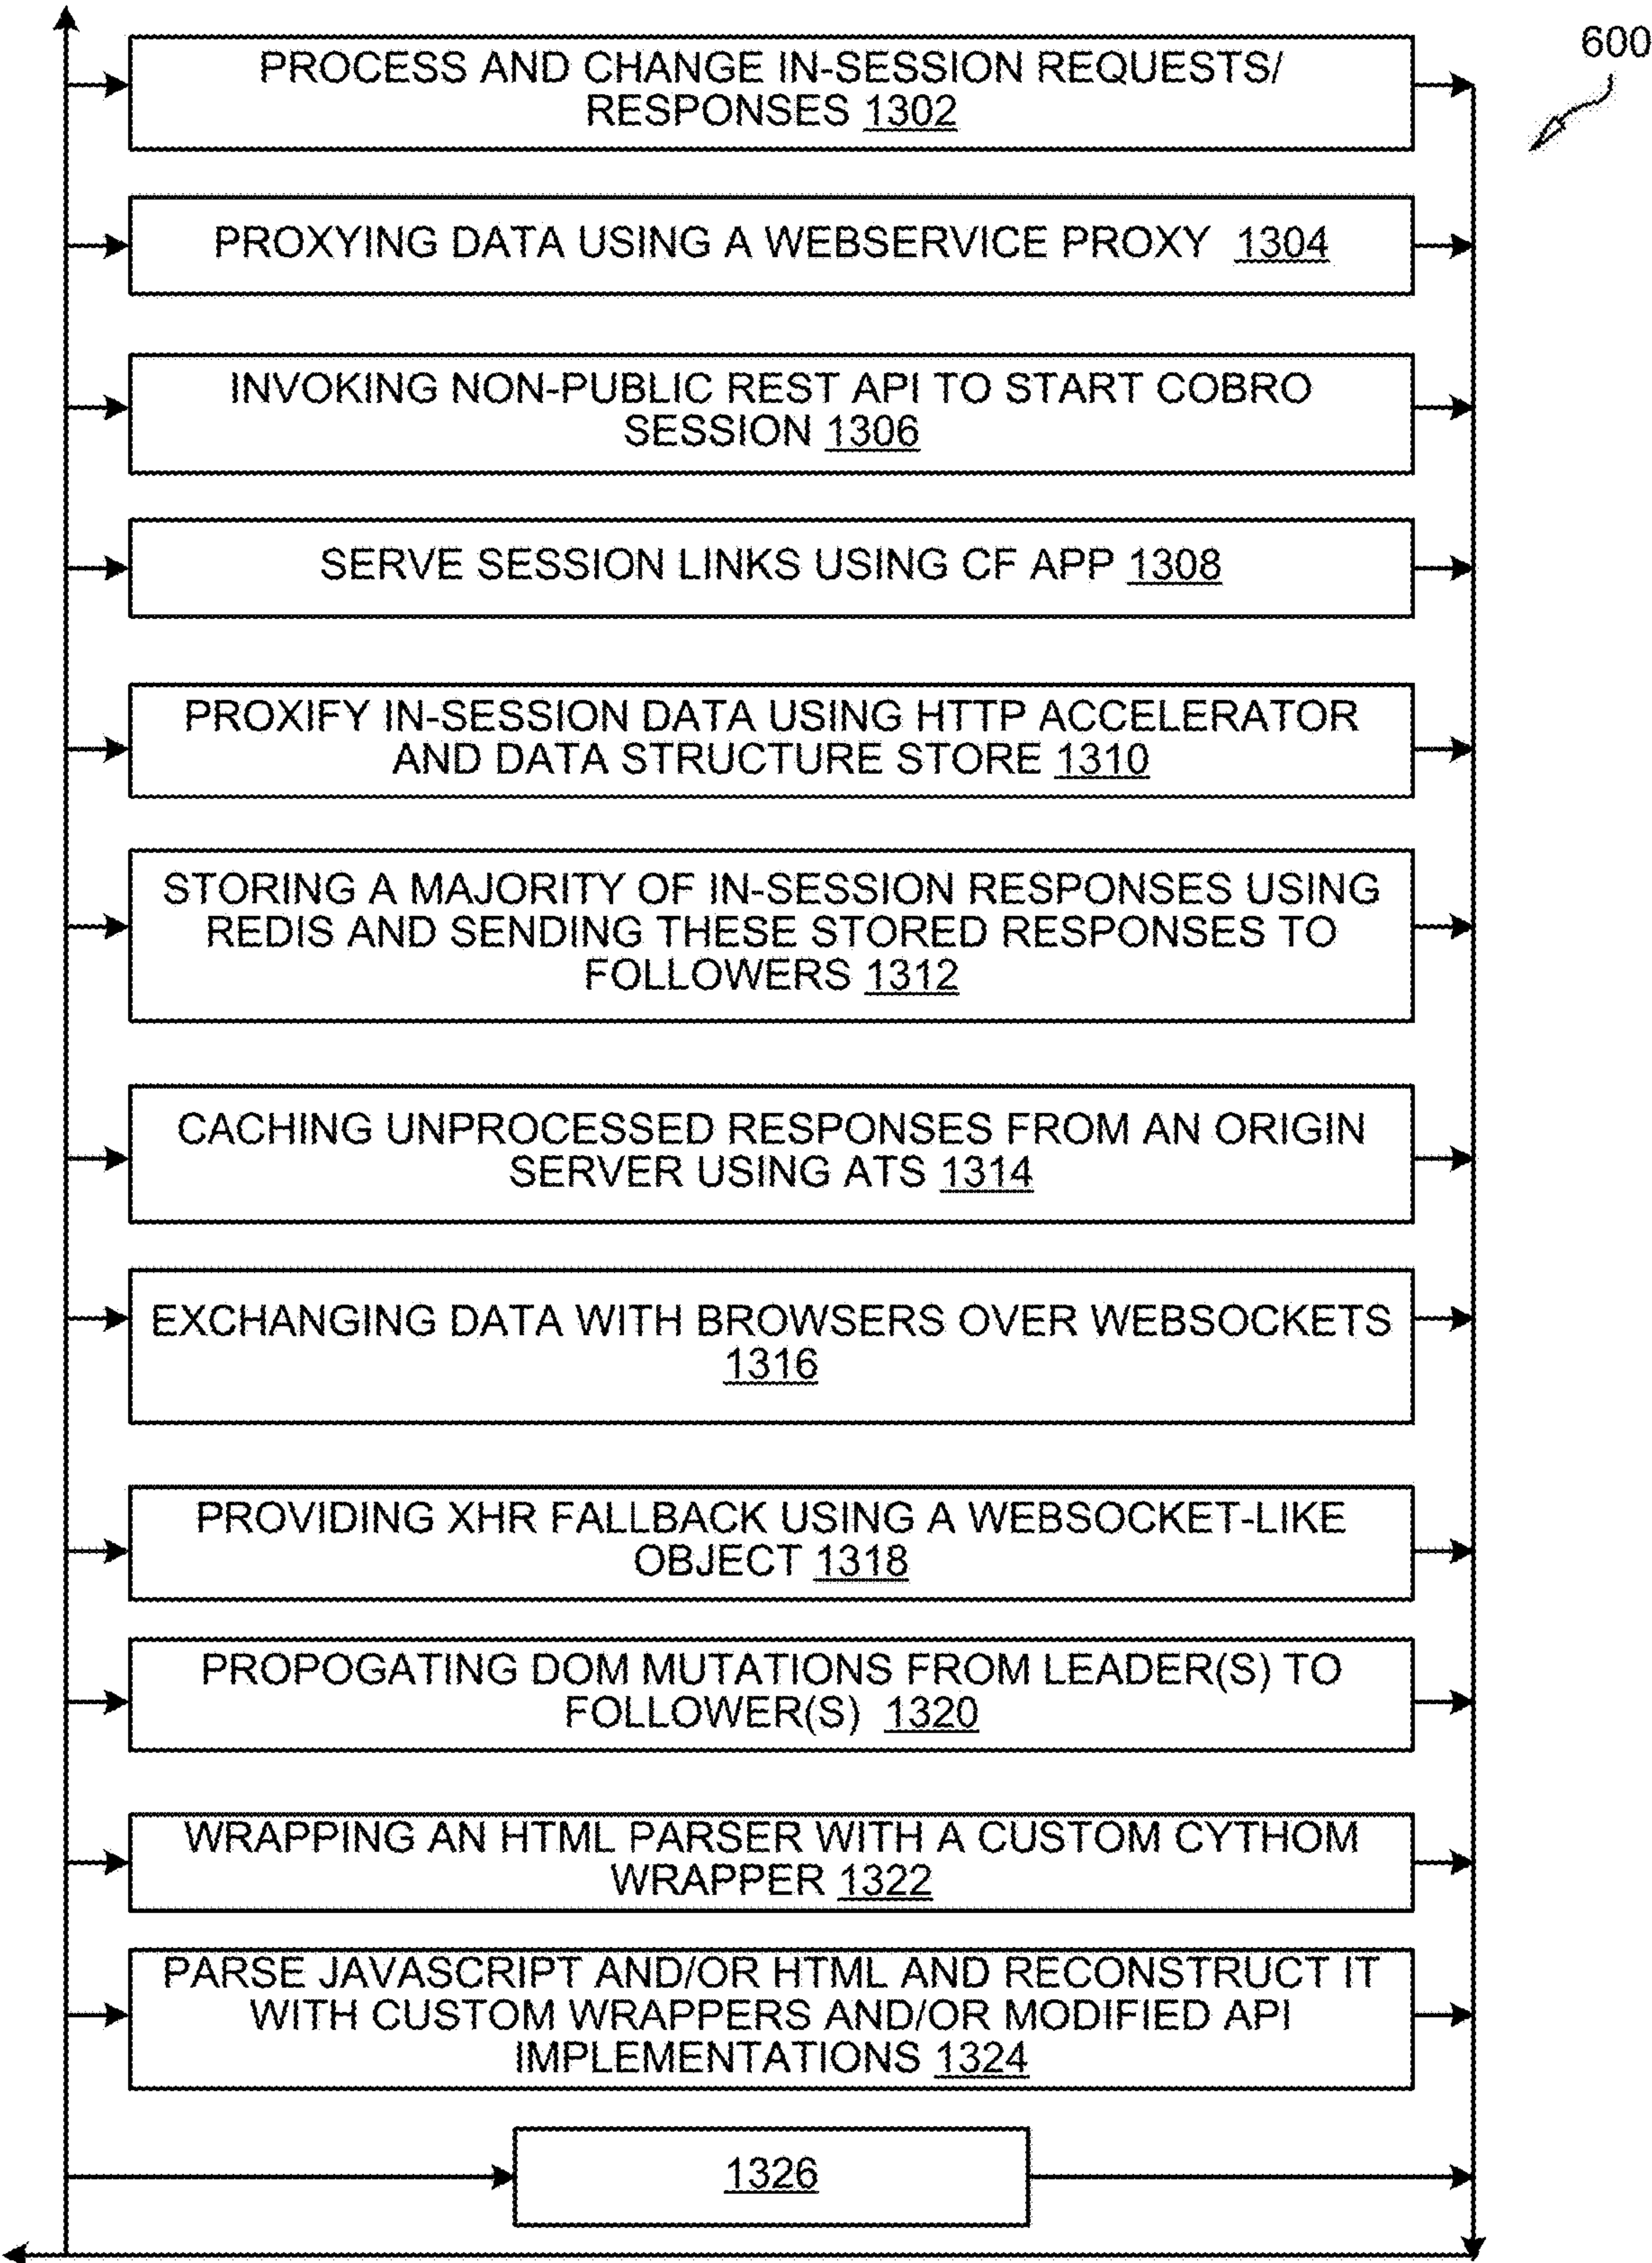 600
PROCESS AND CHANGE IN-SESSION REQUESTS/
RESPONSES 1302
PROXYING DATA USING A WEBSERVICE PROXY 1304
INVOKING NON-PUBLIC REST API TO START COBRO
SESSION 1306
SERVE SESSION LINKS USING CF APP 1308
PROXIFY IN-SESSION DATA USING HTTP ACCELERATOR
AND DATA STRUCTURE STORE 1310
STORING A MAJORITY OF IN-SESSION RESPONSES USING
REDIS AND SENDING THESE STORED RESPONSES TO
FOLLOWERS 1312
CACHING UNPROCESSED RESPONSES FROM AN ORIGIN
SERVER USING ATS 1314
EXCHANGING DATA WITH BROWSERS OVER WEBSOCKETS
1316
PROVIDING XHR FALLBACK USING A WEBSOCKET-LIKE
OBJECT 1318
PROPOGATING DOM MUTATIONS FROM LEADER(S) TO
FOLLOWER(S) 1320
WRAPPING AN HTML PARSER WITH A CUSTOM CYTHOM
WRAPPER 1322
PARSE JAVASCRIPT AND/OR HTML AND RECONSTRUCT IT
WITH CUSTOM WRAPPERS AND/OR MODIFIED API
IMPLEMENTATIONS 1324
1326